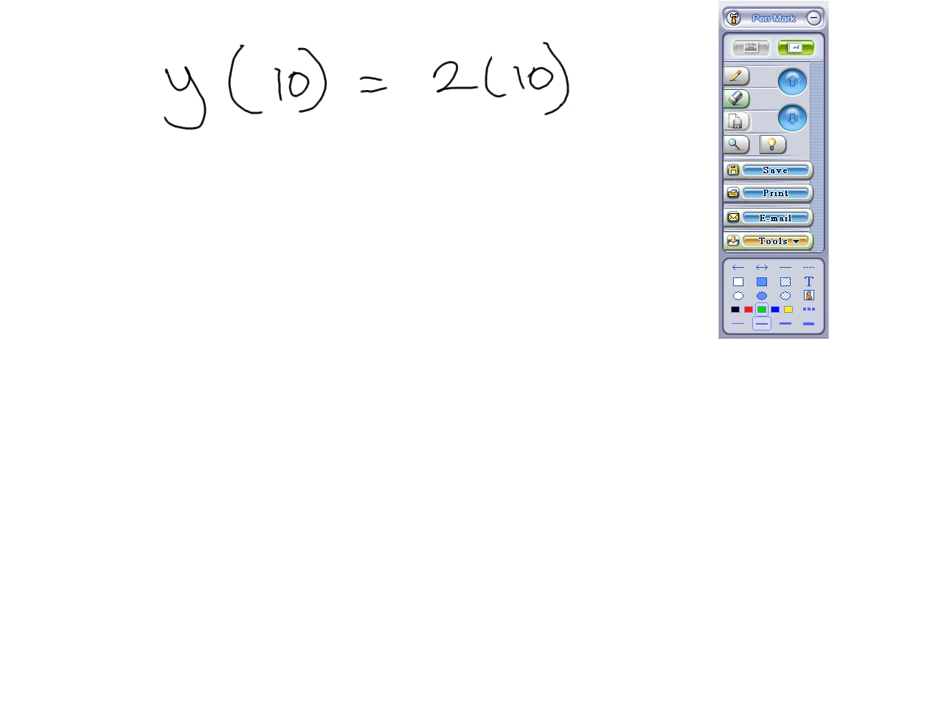 y (10) = 2(10)
Pen Mark
Save
Print
E-mail
Tools
T